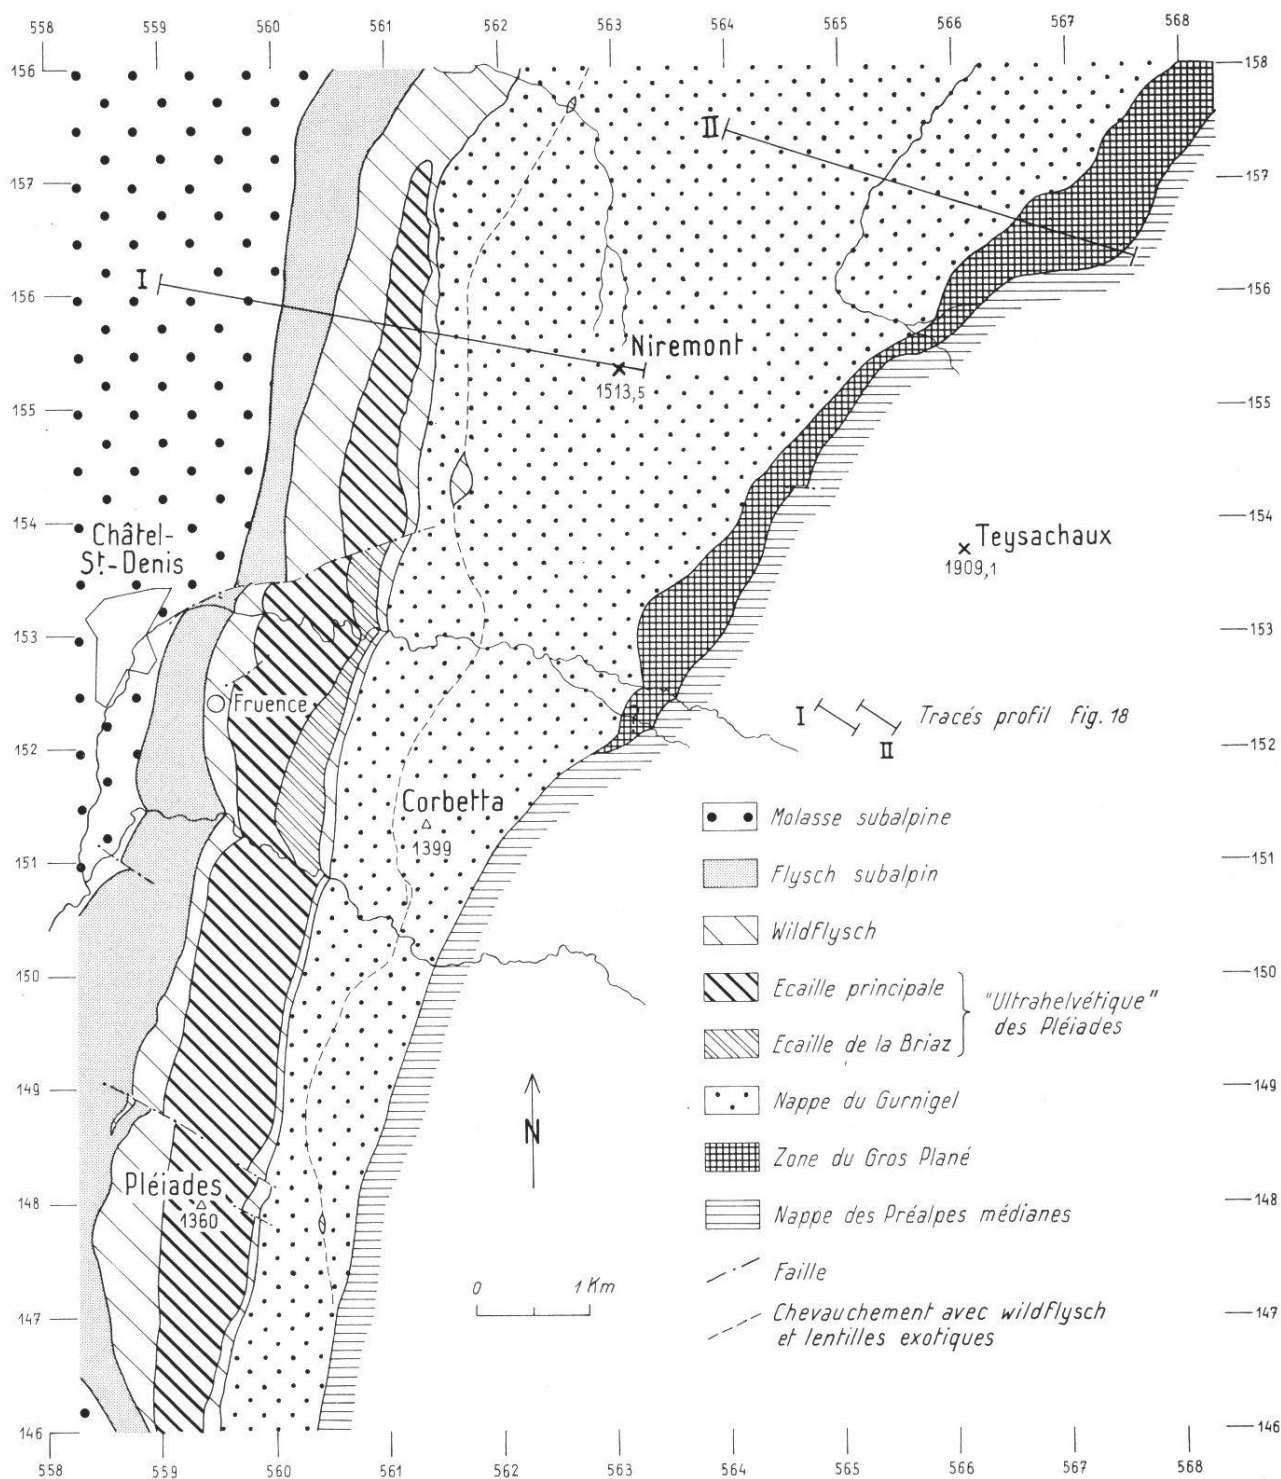 558 559 560 561 562 563 564 565 566 567 568
156 158
157 157
II
I
156 156
Niremont
1513,5
155 155
154 154
Châtel-
St.-Denis
Teysachaux
1909,1
153 153
Fruence
?
I II Tracés profil fig. 18
152 152
Corbetta
1399
151 151
Molasse subalpine
Flysch subalpin
Wildflysch
150 150
Ecaille principale
Ecaille de la Briaz
"Ultrahelvétique"
des Pléiades
149 149
Nappe du Gurnigel
N
Zone du Gros Plané
Pléiades
1360
148 148
Nappe des Préalpes médianes
Faille
0 1 Km
147 147
Chevauchement avec wildflysch
et lentilles exotiques
146 146
558 559 560 561 562 563 564 565 566 567 568